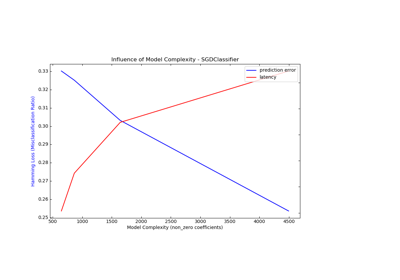 Influence of Model Complexity - SGDClassifier
prediction error
latency
Hamming Loss (Misclassification Ratio)
0.33
0.32
0.31
0.30
0.29
0.28
0.27
0.26
0.25
500 1000 1500 2000 2500 3000 3500 4000 4500
Model Complexity (non_zero coefficients)